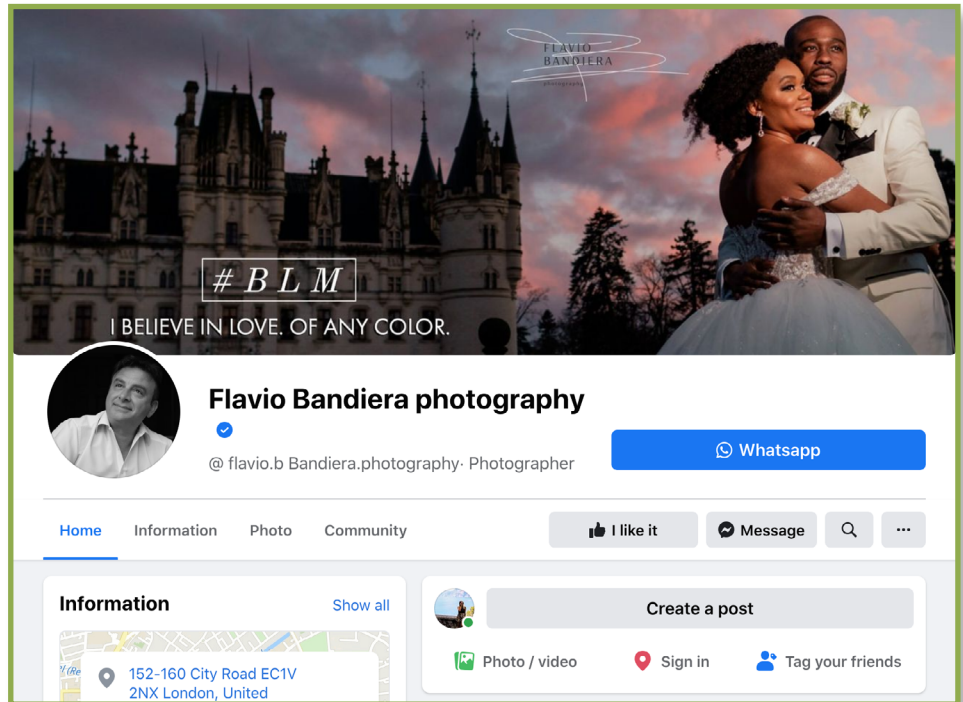 FLAVIO
BANDIERA
photography
# B L M
I BELIEVE IN LOVE. OF ANY COLOR.
Flavio Bandiera photography
@ flavio.b Bandiera.photography· Photographer
Whatsapp
Home Information Photo Community
I like it Message ···
Information Show all
Create a post
Photo / video Sign in Tag your friends
152-160 City Road EC1V
2NX London, United